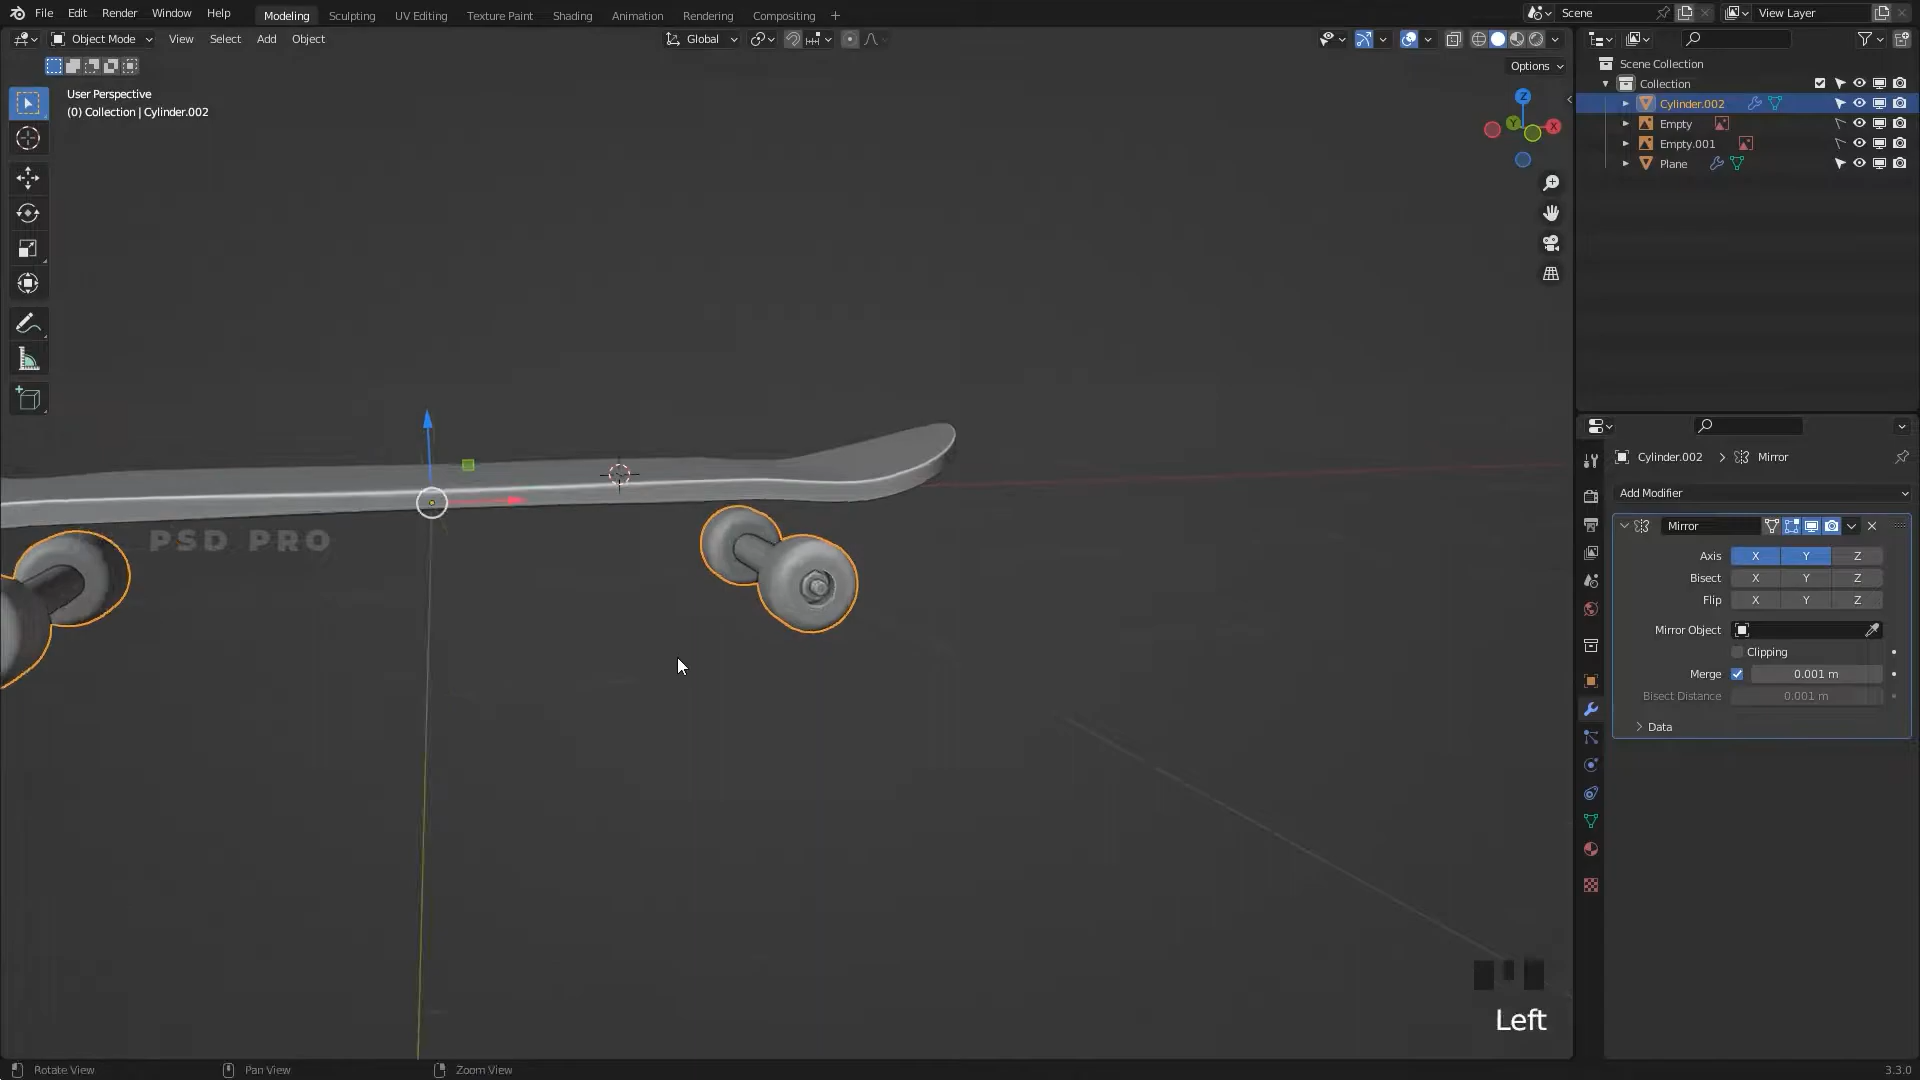 File Edit Render Window Help Modeling Sculpting UV Editing Texture Paint Shading Animation Rendering Compositing + Scene View Layer
Object Mode View Select Add Object Global
Options
User Perspective
(0) Collection | Cylinder.002
Z
Y
X
Scene Collection
Collection
Cylinder.002
Empty
Empty.001
Plane
Cylinder.002 > Mirror
Add Modifier
Mirror
Axis X Y Z
Bisect X Y Z
Flip X Y Z
Mirror Object
Clipping
Merge 0.001 m
Bisect Distance 0.001 m
Data
PSD PRO
Left
Rotate View Pan View Zoom View 3.3.0